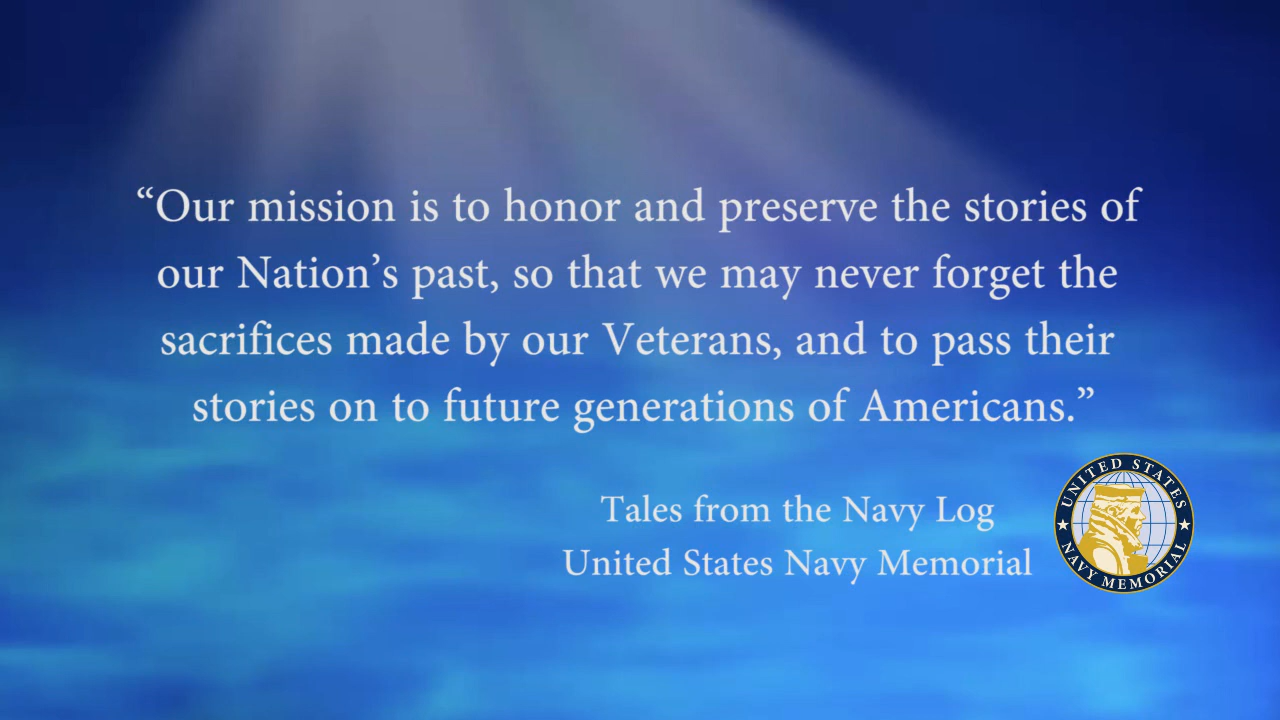 “Our mission is to honor and preserve the stories of
our Nation’s past, so that we may never forget the
sacrifices made by our Veterans, and to pass their
stories on to future generations of Americans.”
Tales from the Navy Log
United States Navy Memorial
UNITED STATES
NAVY MEMORIAL